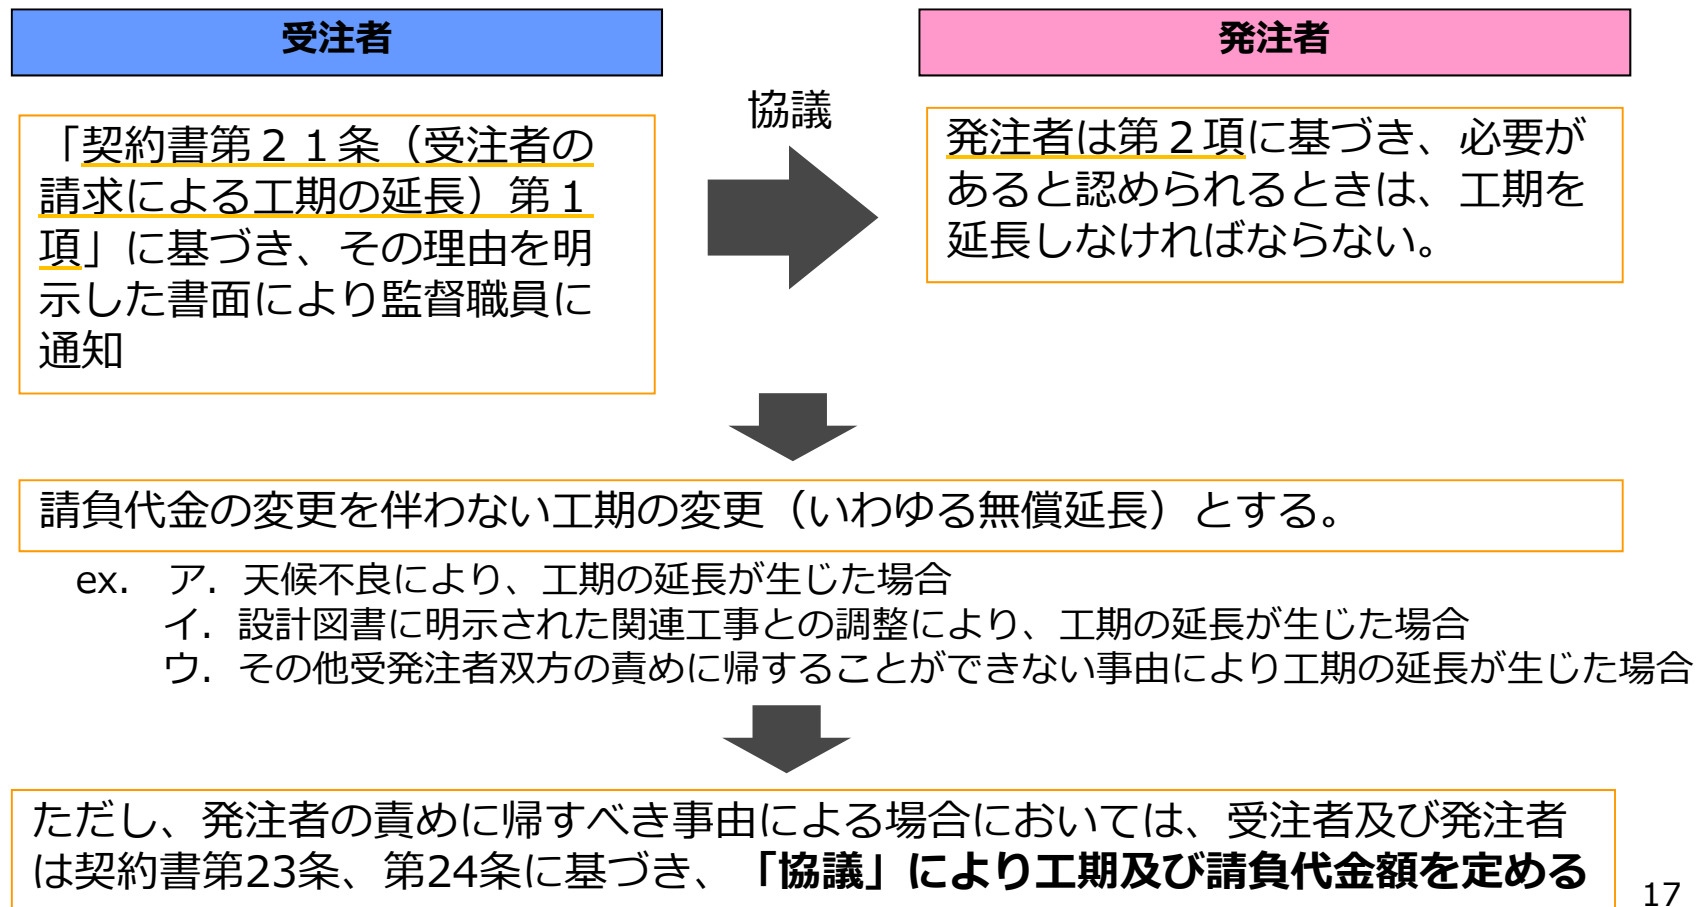 受注者
発注者
協議
「契約書第２１条（受注者の
請求による工期の延長）第１
項」に基づき、その理由を明
示した書面により監督職員に
通知
発注者は第２項に基づき、必要が
あると認められるときは、工期を
延長しなければならない。
請負代金の変更を伴わない工期の変更（いわゆる無償延長）とする。
ex.　ア．天候不良により、工期の延長が生じた場合
イ．設計図書に明示された関連工事との調整により、工期の延長が生じた場合
ウ．その他受発注者双方の責めに帰することができない事由により工期の延長が生じた場合
ただし、発注者の責めに帰すべき事由による場合においては、受注者及び発注者
は契約書第23条、第24条に基づき、「協議」により工期及び請負代金額を定める
17